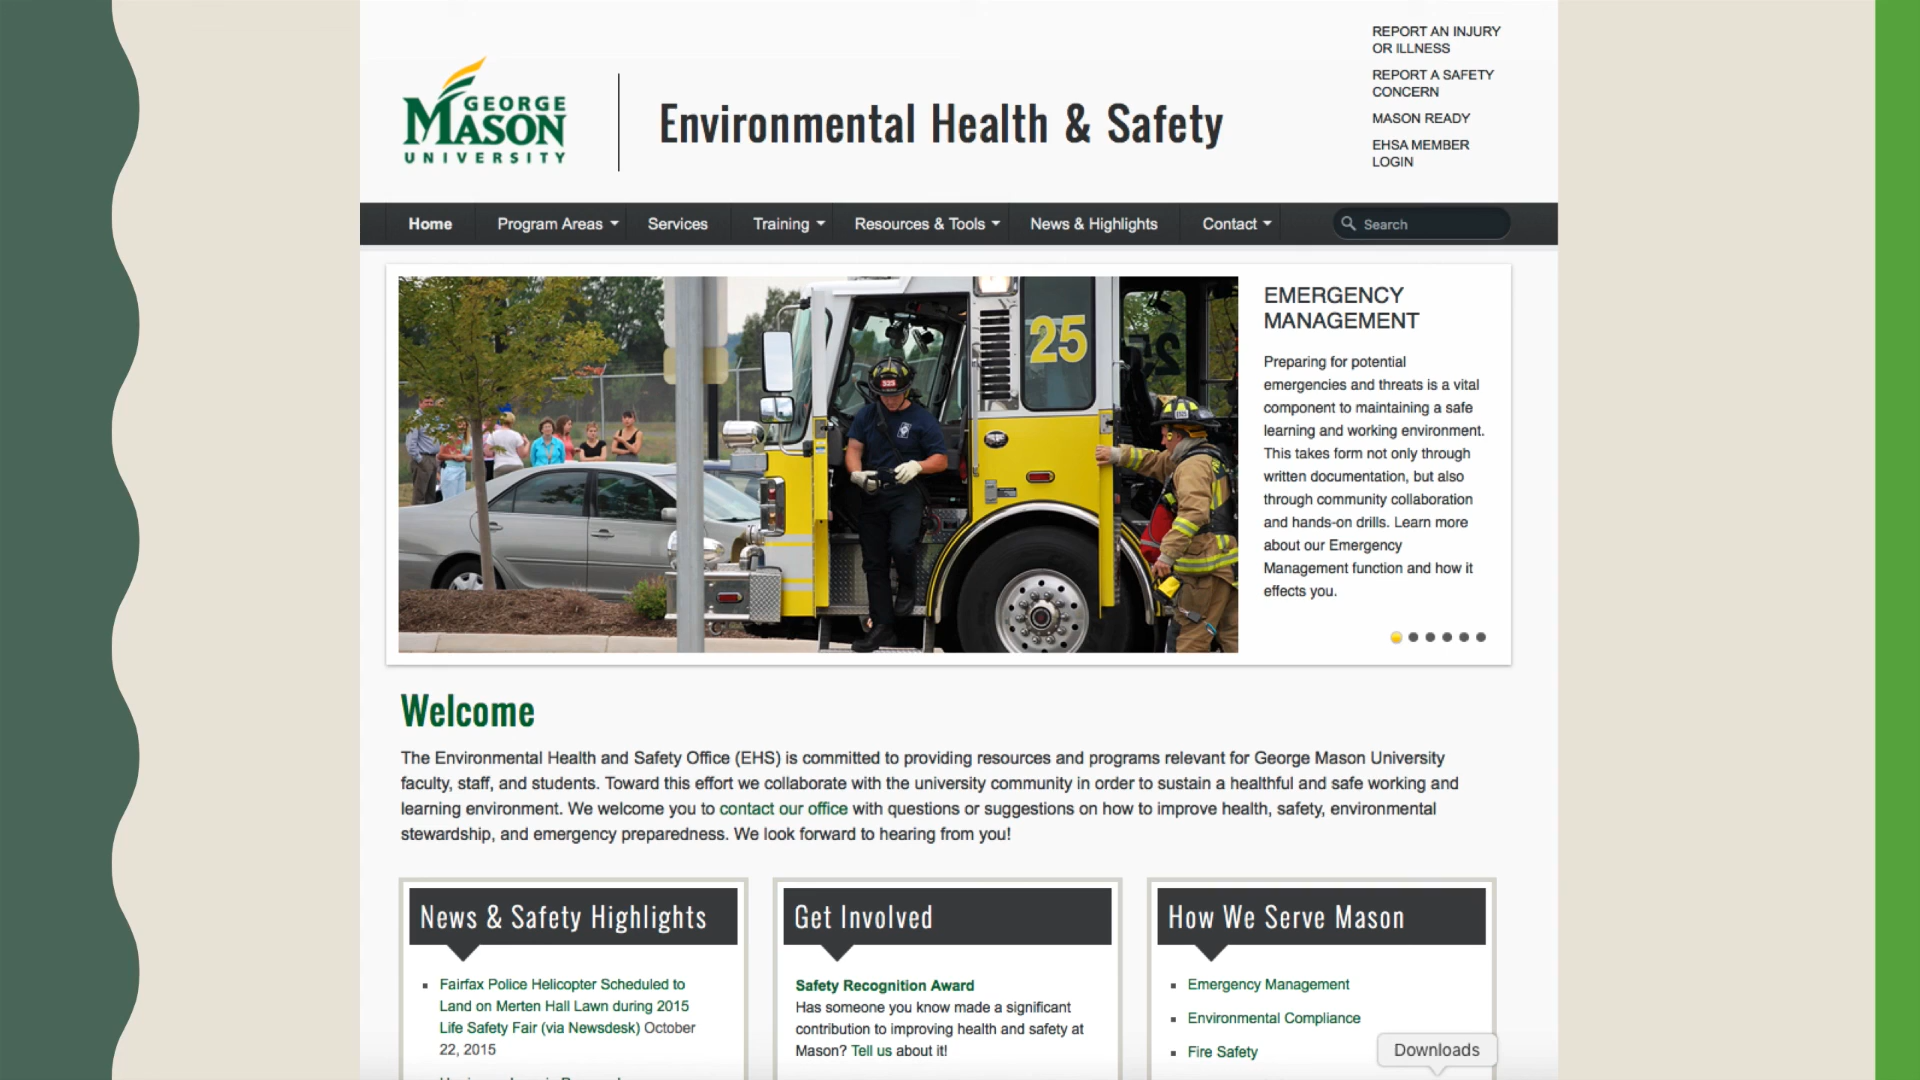 REPORT AN INJURY
OR ILLNESS
REPORT A SAFETY
CONCERN
MASON READY
EHSA MEMBER
LOGIN
GEORGE
MASON
UNIVERSITY
Environmental Health & Safety
Home
Program Areas
Services
Training
Resources & Tools
News & Highlights
Contact
Search
25
325
EMERGENCY
MANAGEMENT
Preparing for potential
emergencies and threats is a vital
component to maintaining a safe
learning and working environment.
This takes form not only through
written documentation, but also
through community collaboration
and hands-on drills. Learn more
about our Emergency
Management function and how it
effects you.
Welcome
The Environmental Health and Safety Office (EHS) is committed to providing resources and programs relevant for George Mason University
faculty, staff, and students. Toward this effort we collaborate with the university community in order to sustain a healthful and safe working and
learning environment. We welcome you to contact our office with questions or suggestions on how to improve health, safety, environmental
stewardship, and emergency preparedness. We look forward to hearing from you!
News & Safety Highlights
Fairfax Police Helicopter Scheduled to
Land on Merten Hall Lawn during 2015
Life Safety Fair (via Newsdesk) October
22, 2015
Get Involved
Safety Recognition Award
Has someone you know made a significant
contribution to improving health and safety at
Mason? Tell us about it!
How We Serve Mason
Emergency Management
Environmental Compliance
Fire Safety
Downloads